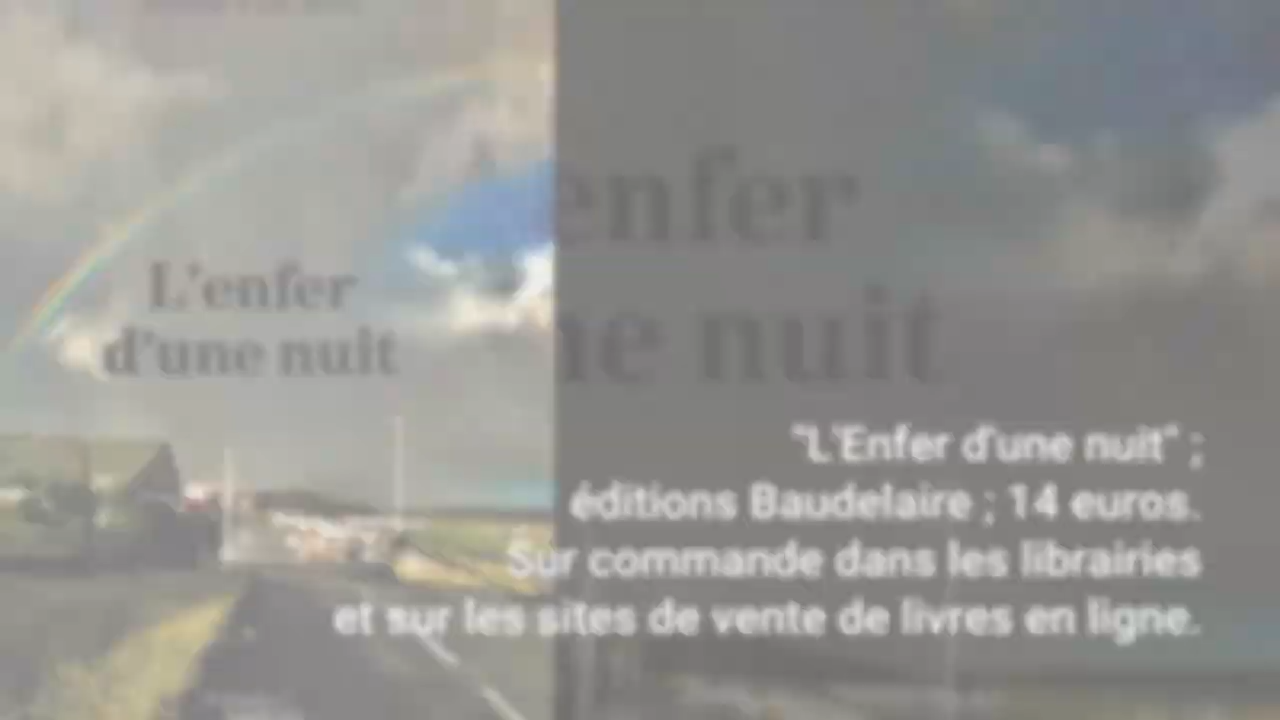 L'enfer
d'une nuit
enfer
ne nuit
"L'Enfer d'une nuit" ;
éditions Baudelaire ; 14 euros.
Sur commande dans les librairies
et sur les sites de vente de livres en ligne.